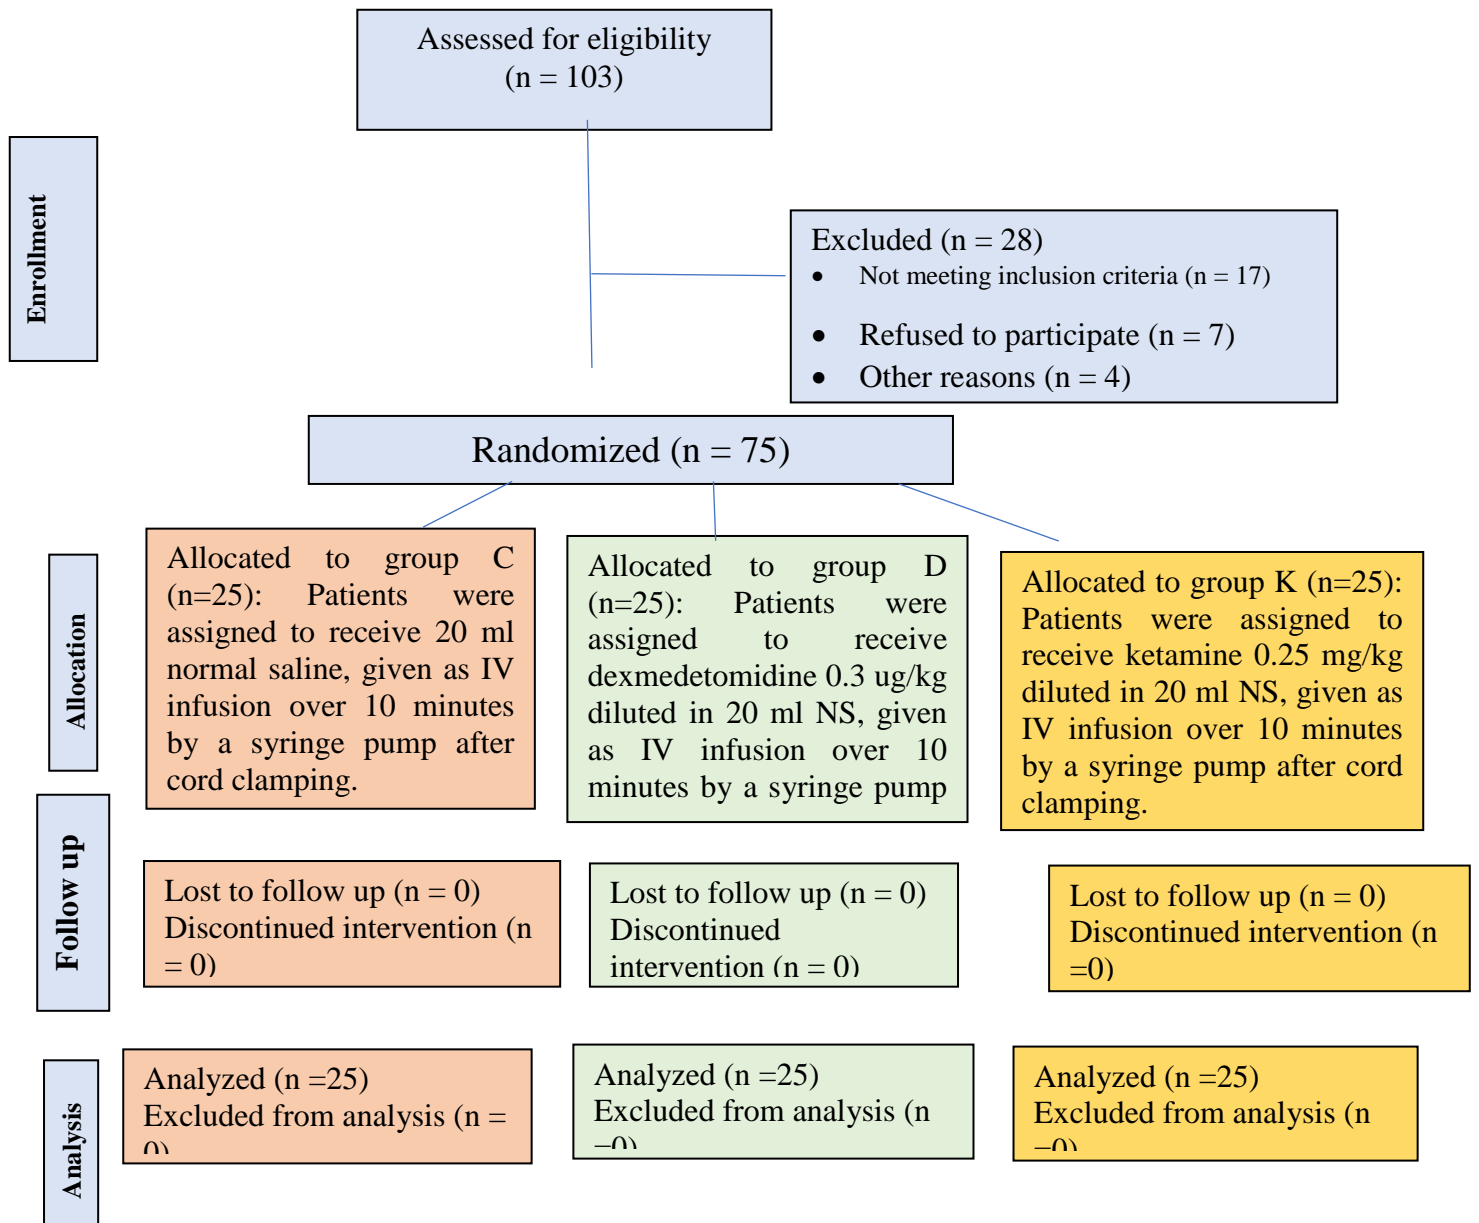 Assessed for eligibility
(n = 103)
Enrollment
Excluded (n = 28)
• Not meeting inclusion criteria (n = 17)
• Refused to participate (n = 7)
• Other reasons (n = 4)
Randomized (n = 75)
Allocation
Allocated to group C
(n=25): Patients were
assigned to receive 20 ml
normal saline, given as IV
infusion over 10 minutes
by a syringe pump after
cord clamping.
Allocated to group D
(n=25): Patients were
assigned to receive
dexmedetomidine 0.3 ug/kg
diluted in 20 ml NS, given
as IV infusion over 10
minutes by a syringe pump
Allocated to group K (n=25):
Patients were assigned to
receive ketamine 0.25 mg/kg
diluted in 20 ml NS, given as
IV infusion over 10 minutes
by a syringe pump after cord
clamping.
Follow up
Lost to follow up (n = 0)
Discontinued intervention (n
= 0)
Lost to follow up (n = 0)
Discontinued
intervention (n = 0)
Lost to follow up (n = 0)
Discontinued intervention (n
=0)
Analysis
Analyzed (n =25)
Excluded from analysis (n =
0)
Analyzed (n =25)
Excluded from analysis (n
=0)
Analyzed (n =25)
Excluded from analysis (n
=0)